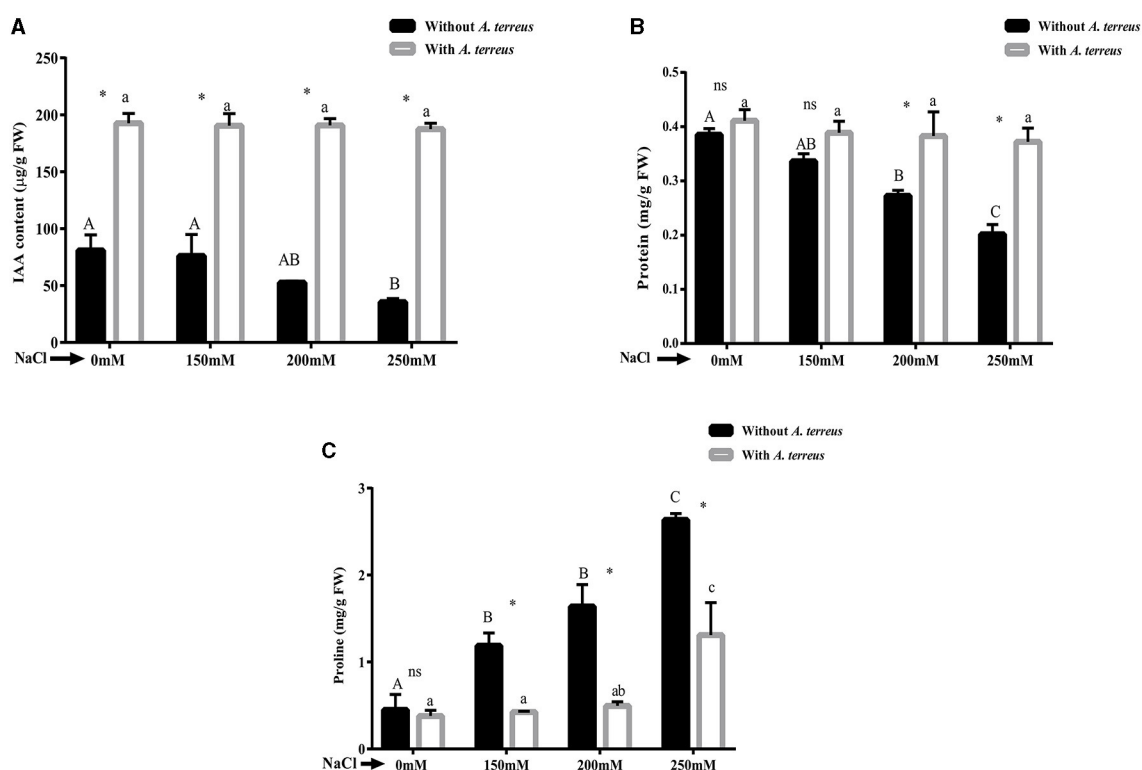 A
Without A. terreus
With A. terreus
IAA content (µg/g FW)
250
200
150
100
50
0
* a * a * a * a
A A AB B
NaCl 0mM 150mM 200mM 250mM
B
Without A. terreus
With A. terreus
Protein (mg/g FW)
0.5
0.4
0.3
0.2
0.1
0.0
ns a ns a * a * a
A AB B C
NaCl 0mM 150mM 200mM 250mM
C
Without A. terreus
With A. terreus
Proline (mg/g FW)
3
2
1
0
A ns a B * a B * ab C * c
NaCl 0mM 150mM 200mM 250mM